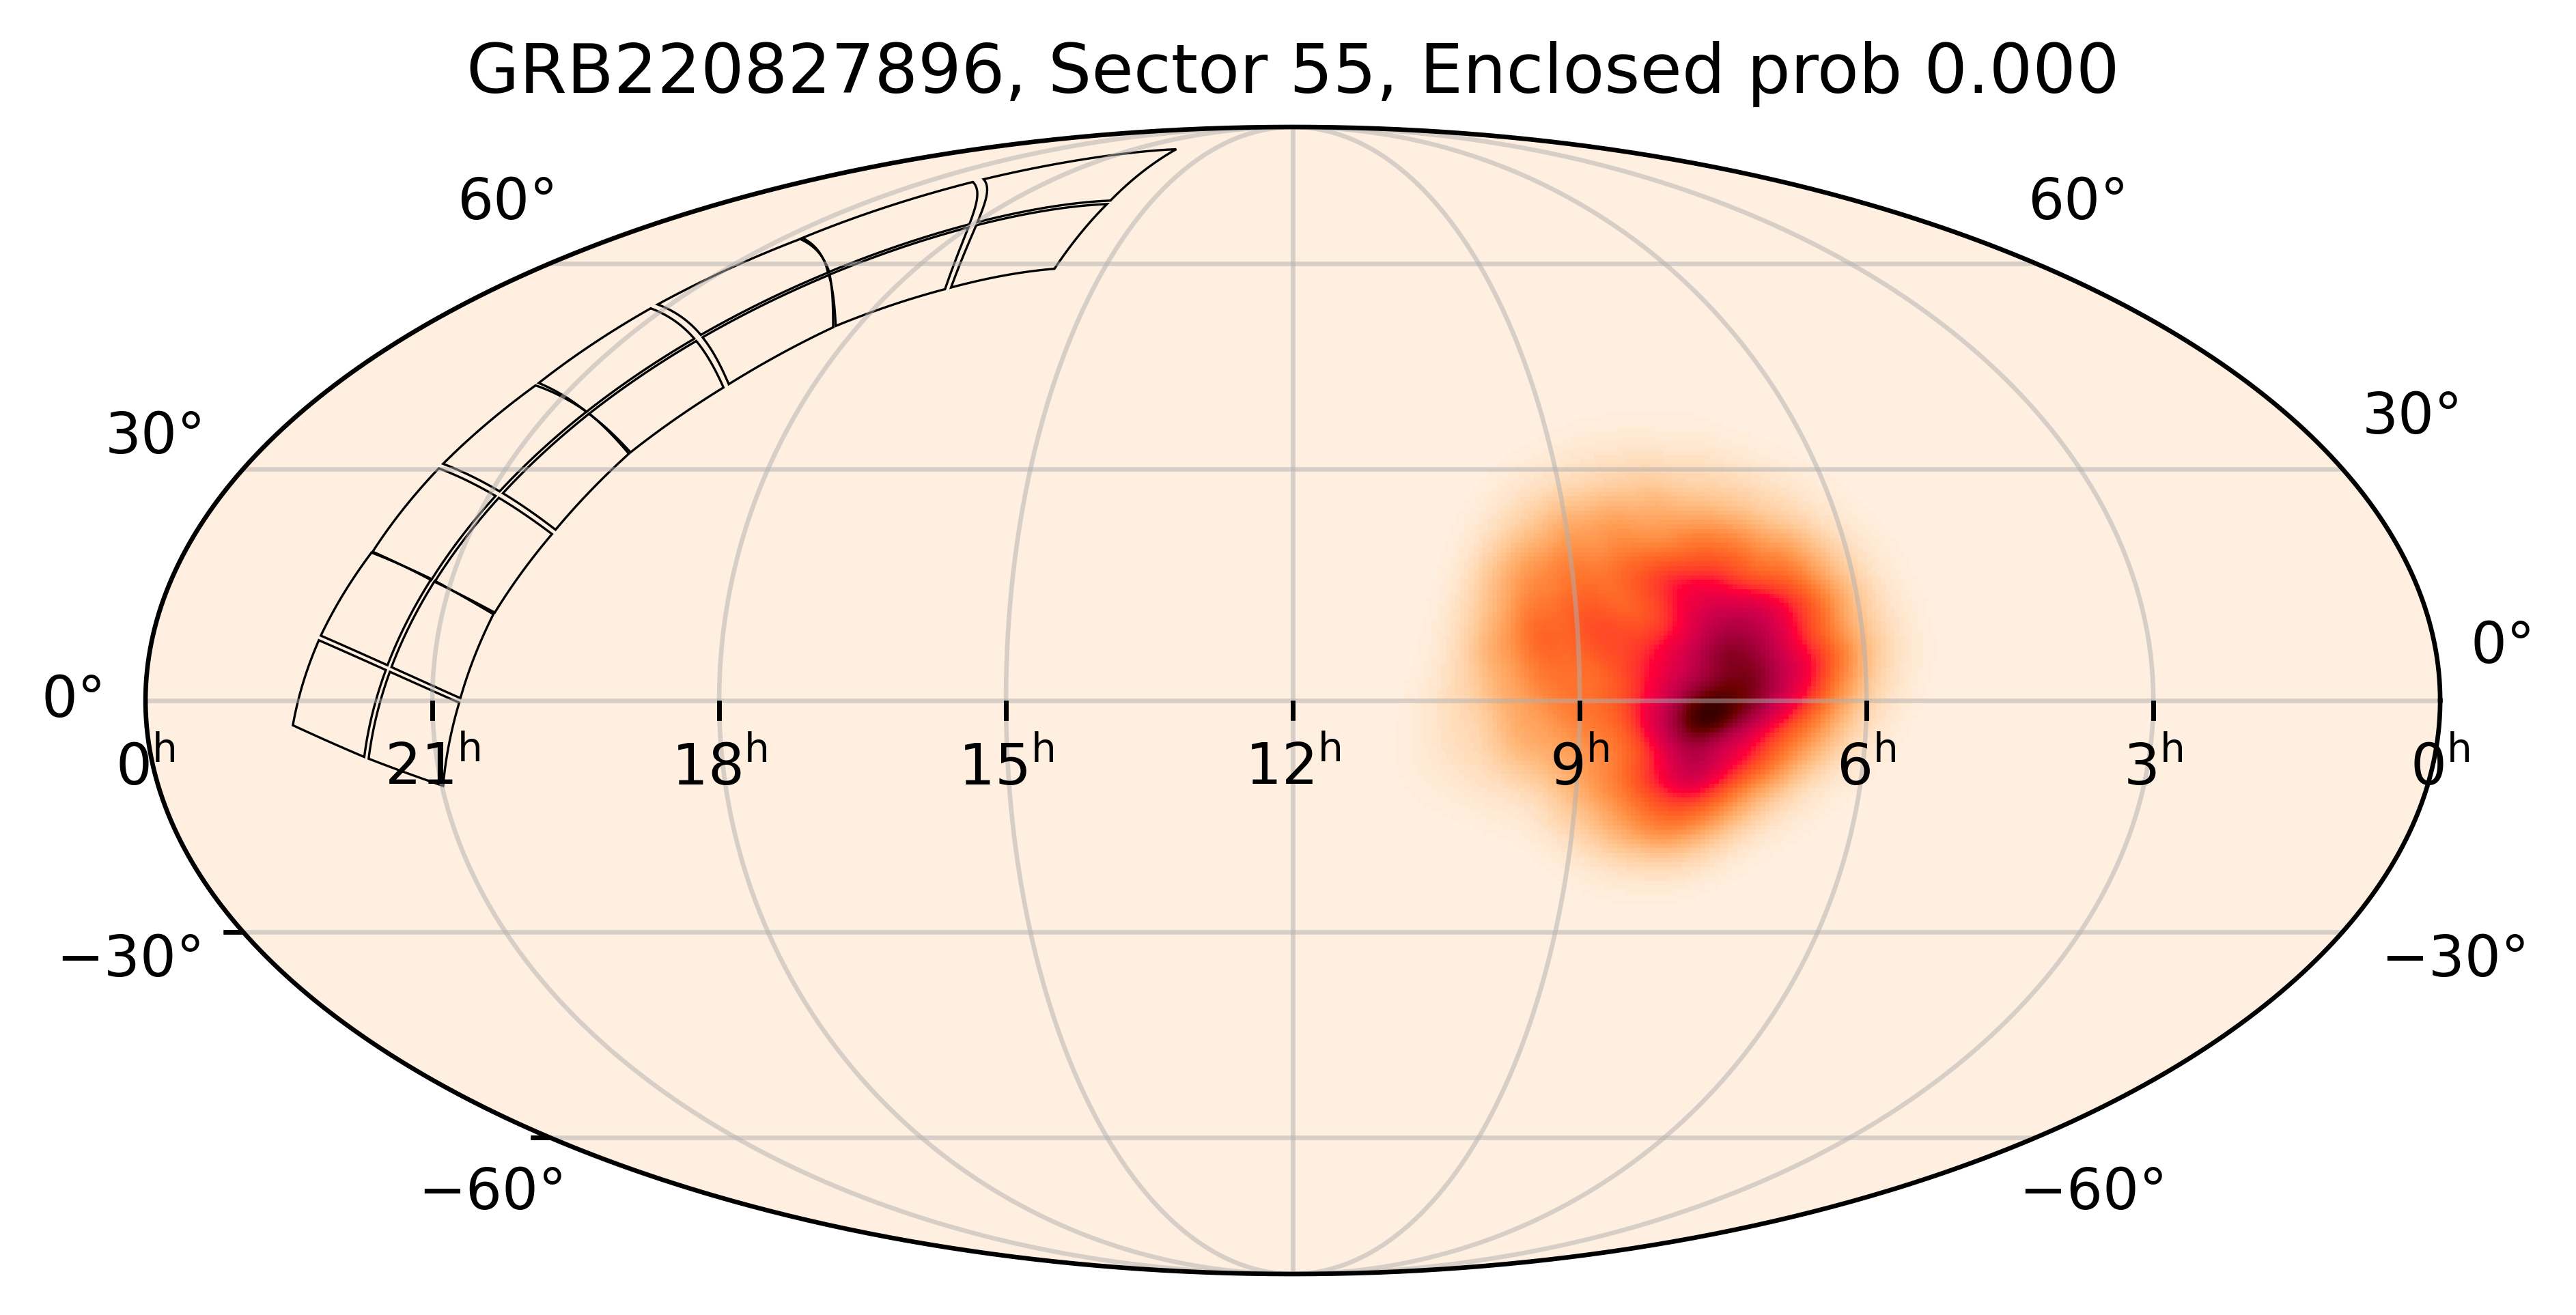 GRB220827896, Sector 55, Enclosed prob 0.000
60° 60°
30° 30°
0° 0°
0h 21h 18h 15h 12h 9h 6h 3h 0h
−30° −30°
−60° −60°